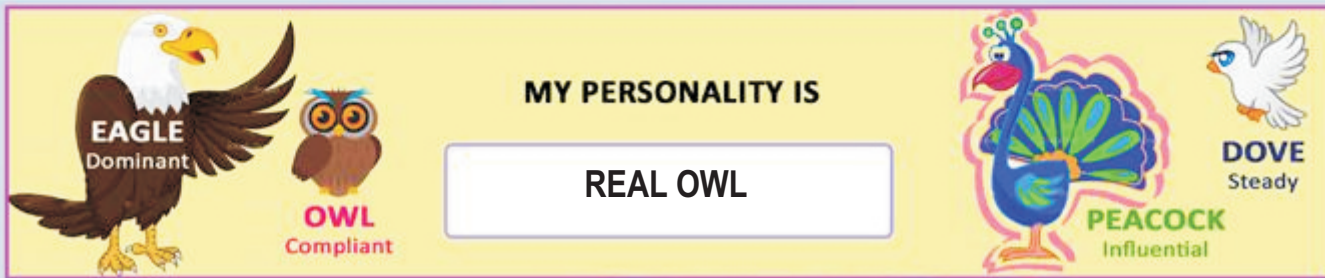 EAGLE
Dominant
OWL
Compliant
MY PERSONALITY IS
REAL OWL
PEACOCK
Influential
DOVE
Steady